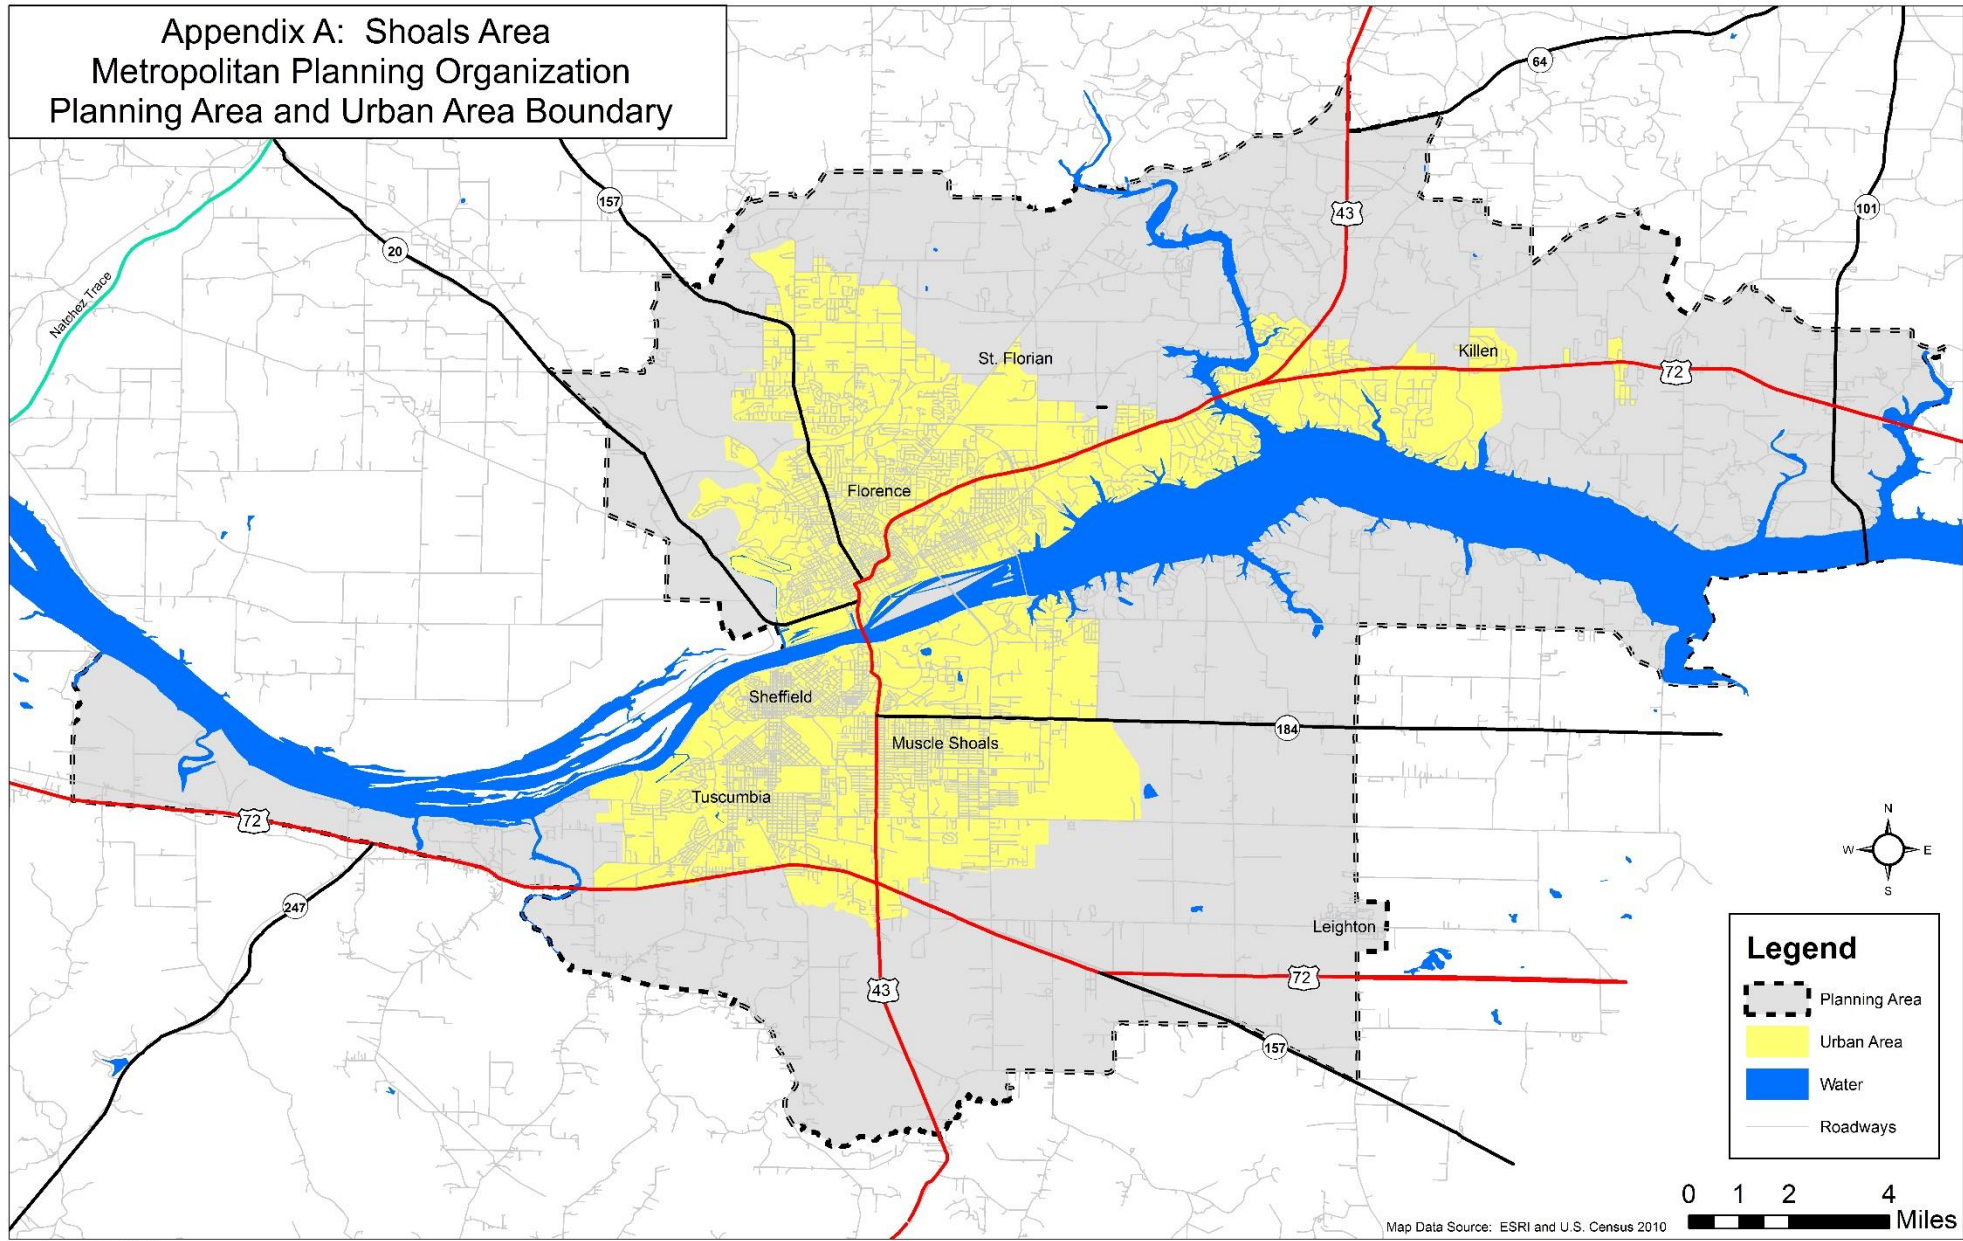 Appendix A: Shoals Area
Metropolitan Planning Organization
Planning Area and Urban Area Boundary
64
157
43
101
20
Natchez Trace
St. Florian
Killen
72
Florence
Sheffield
184
Muscle Shoals
Tuscumbia
72
N
W E
S
247
Leighton
72
43
157
Legend
Planning Area
Urban Area
Water
Roadways
0 1 2 4
Miles
Map Data Source: ESRI and U.S. Census 2010